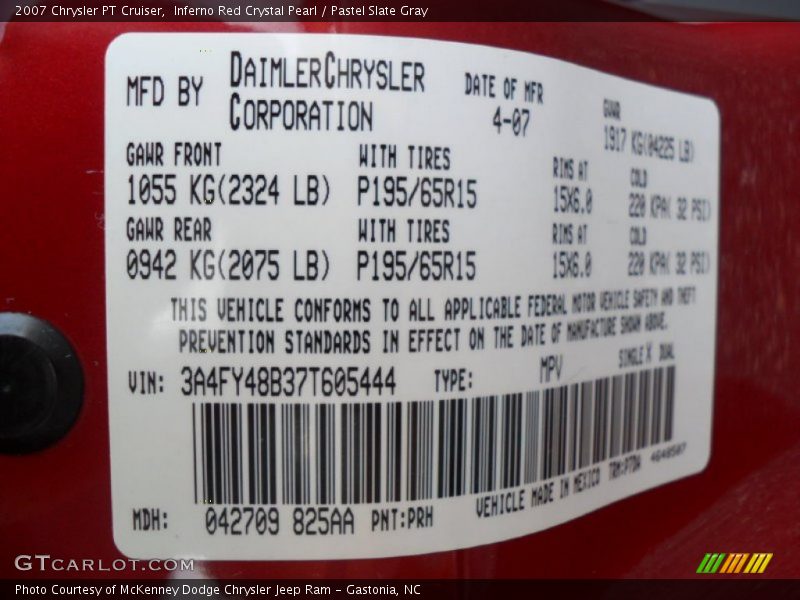 2007 Chrysler PT Cruiser, Inferno Red Crystal Pearl / Pastel Slate Gray
MFD BY DAIMLERCHRYSLER CORPORATION DATE OF MFR 4-07 GVWR 1917 KG(04225 LB)
GAWR FRONT WITH TIRES RIMS AT COLD
1055 KG(2324 LB) P195/65R15 15X6.0 220 KPA( 32 PSI)
GAWR REAR WITH TIRES RIMS AT COLD
0942 KG(2075 LB) P195/65R15 15X6.0 220 KPA( 32 PSI)
THIS VEHICLE CONFORMS TO ALL APPLICABLE FEDERAL MOTOR VEHICLE SAFETY AND THEFT
PREVENTION STANDARDS IN EFFECT ON THE DATE OF MANUFACTURE SHOWN ABOVE.
VIN: 3A4FY48B37T605444 TYPE: MPV SINGLE X DUAL
MDH: 042709 825AA PNT:PRH VEHICLE MADE IN MEXICO TRM:P7DA 4648507
GTCARLOT.COM
Photo Courtesy of McKenney Dodge Chrysler Jeep Ram - Gastonia, NC